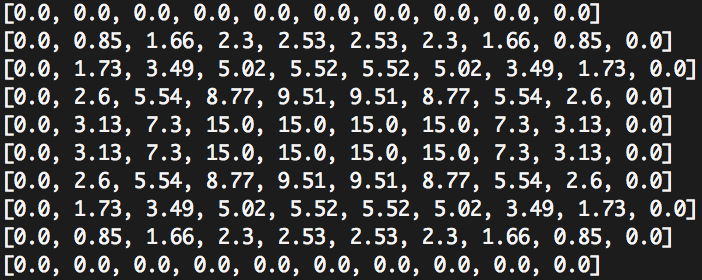 [0.0, 0.0, 0.0, 0.0, 0.0, 0.0, 0.0, 0.0, 0.0, 0.0]
[0.0, 0.85, 1.66, 2.3, 2.53, 2.53, 2.3, 1.66, 0.85, 0.0]
[0.0, 1.73, 3.49, 5.02, 5.52, 5.52, 5.02, 3.49, 1.73, 0.0]
[0.0, 2.6, 5.54, 8.77, 9.51, 9.51, 8.77, 5.54, 2.6, 0.0]
[0.0, 3.13, 7.3, 15.0, 15.0, 15.0, 15.0, 7.3, 3.13, 0.0]
[0.0, 3.13, 7.3, 15.0, 15.0, 15.0, 15.0, 7.3, 3.13, 0.0]
[0.0, 2.6, 5.54, 8.77, 9.51, 9.51, 8.77, 5.54, 2.6, 0.0]
[0.0, 1.73, 3.49, 5.02, 5.52, 5.52, 5.02, 3.49, 1.73, 0.0]
[0.0, 0.85, 1.66, 2.3, 2.53, 2.53, 2.3, 1.66, 0.85, 0.0]
[0.0, 0.0, 0.0, 0.0, 0.0, 0.0, 0.0, 0.0, 0.0, 0.0]